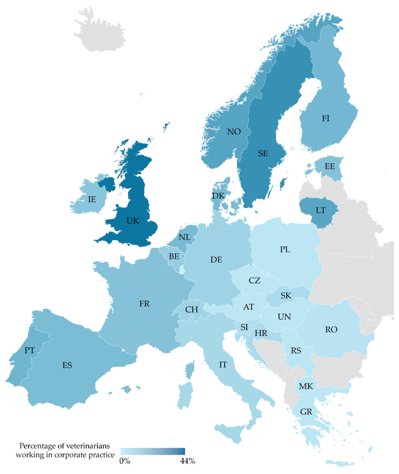 NO
FI
SE
EE
DK
LT
IE
UK
NL
PL
BE
DE
CZ
SK
FR
CH
AT
UN
SI
HR
RO
PT
ES
IT
RS
MK
GR
Percentage of veterinarians
working in corporate practice
0%
44%